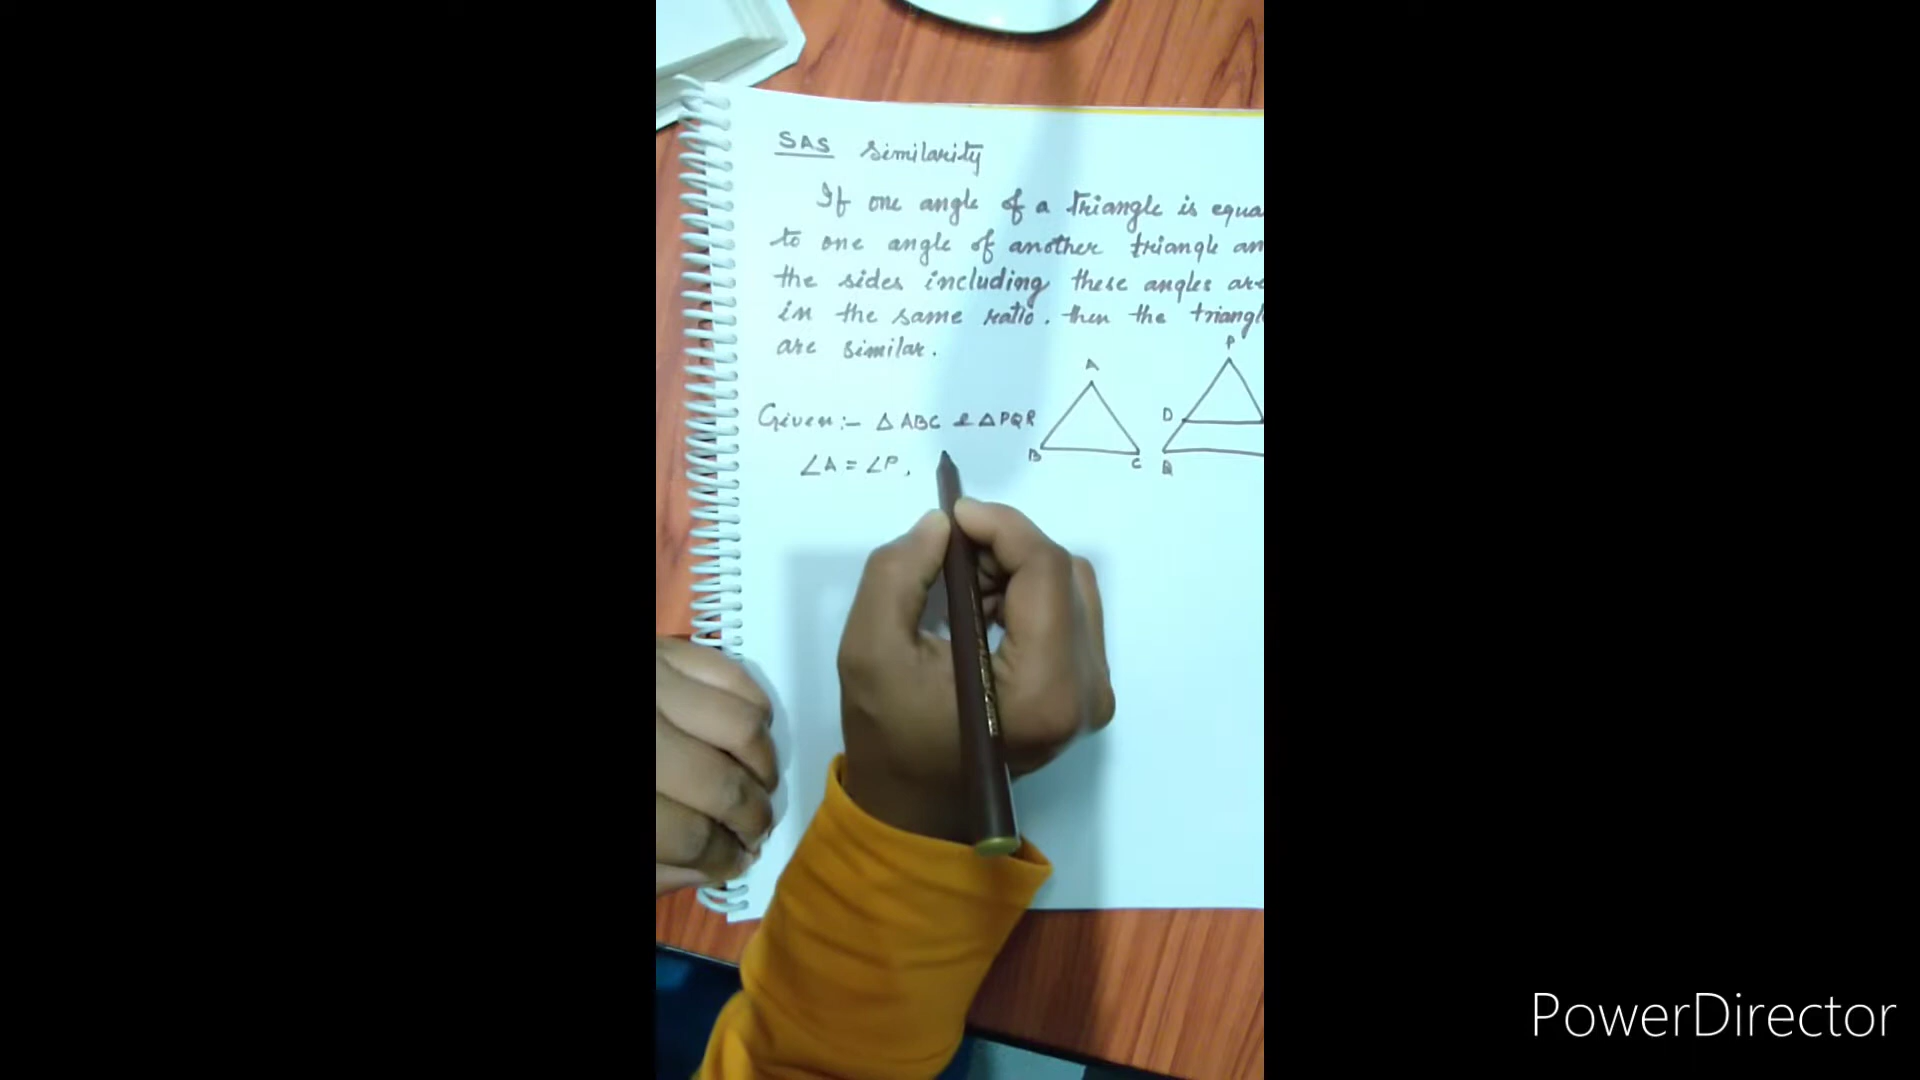 SAS Similarity
If one angle of a triangle is equa
to one angle of another triangle an
the sides including these angles are
in the same ratio. then the triangl
are similar.
P
A
Given:- △ ABC & △ PQR
D
B
C
Q
∠A = ∠P,
PowerDirector